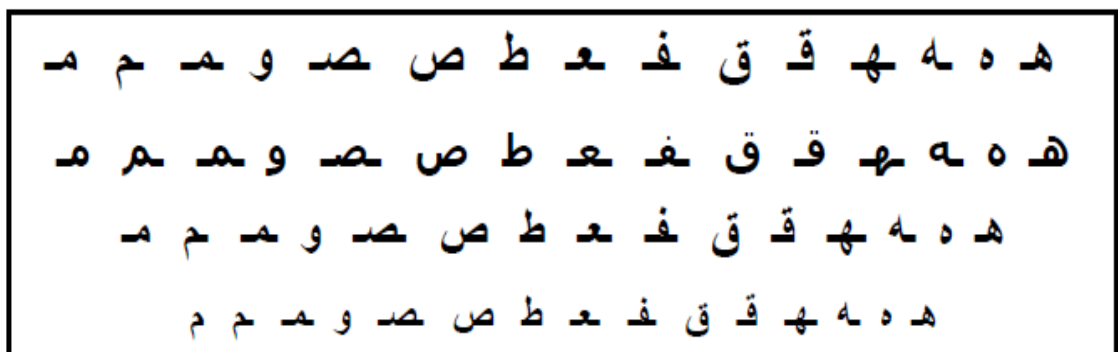 هـ ه ـه ـهـ قـ ق ـفـ ـعـ ط ص ـصـ و ـمـ ـم مـ
هـ ه ـه ـهـ قـ ق ـفـ ـعـ ط ص ـصـ و ـمـ ـم مـ
هـ ه ـه ـهـ قـ ق ـفـ ـعـ ط ص ـصـ و ـمـ ـم مـ
هـ ه ـه ـهـ قـ ق ـفـ ـعـ ط ص ـصـ و ـمـ ـم م